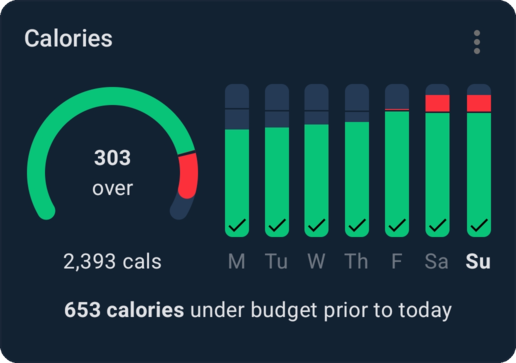 Calories
303
over
2,393 cals
M Tu W Th F Sa Su
653 calories under budget prior to today